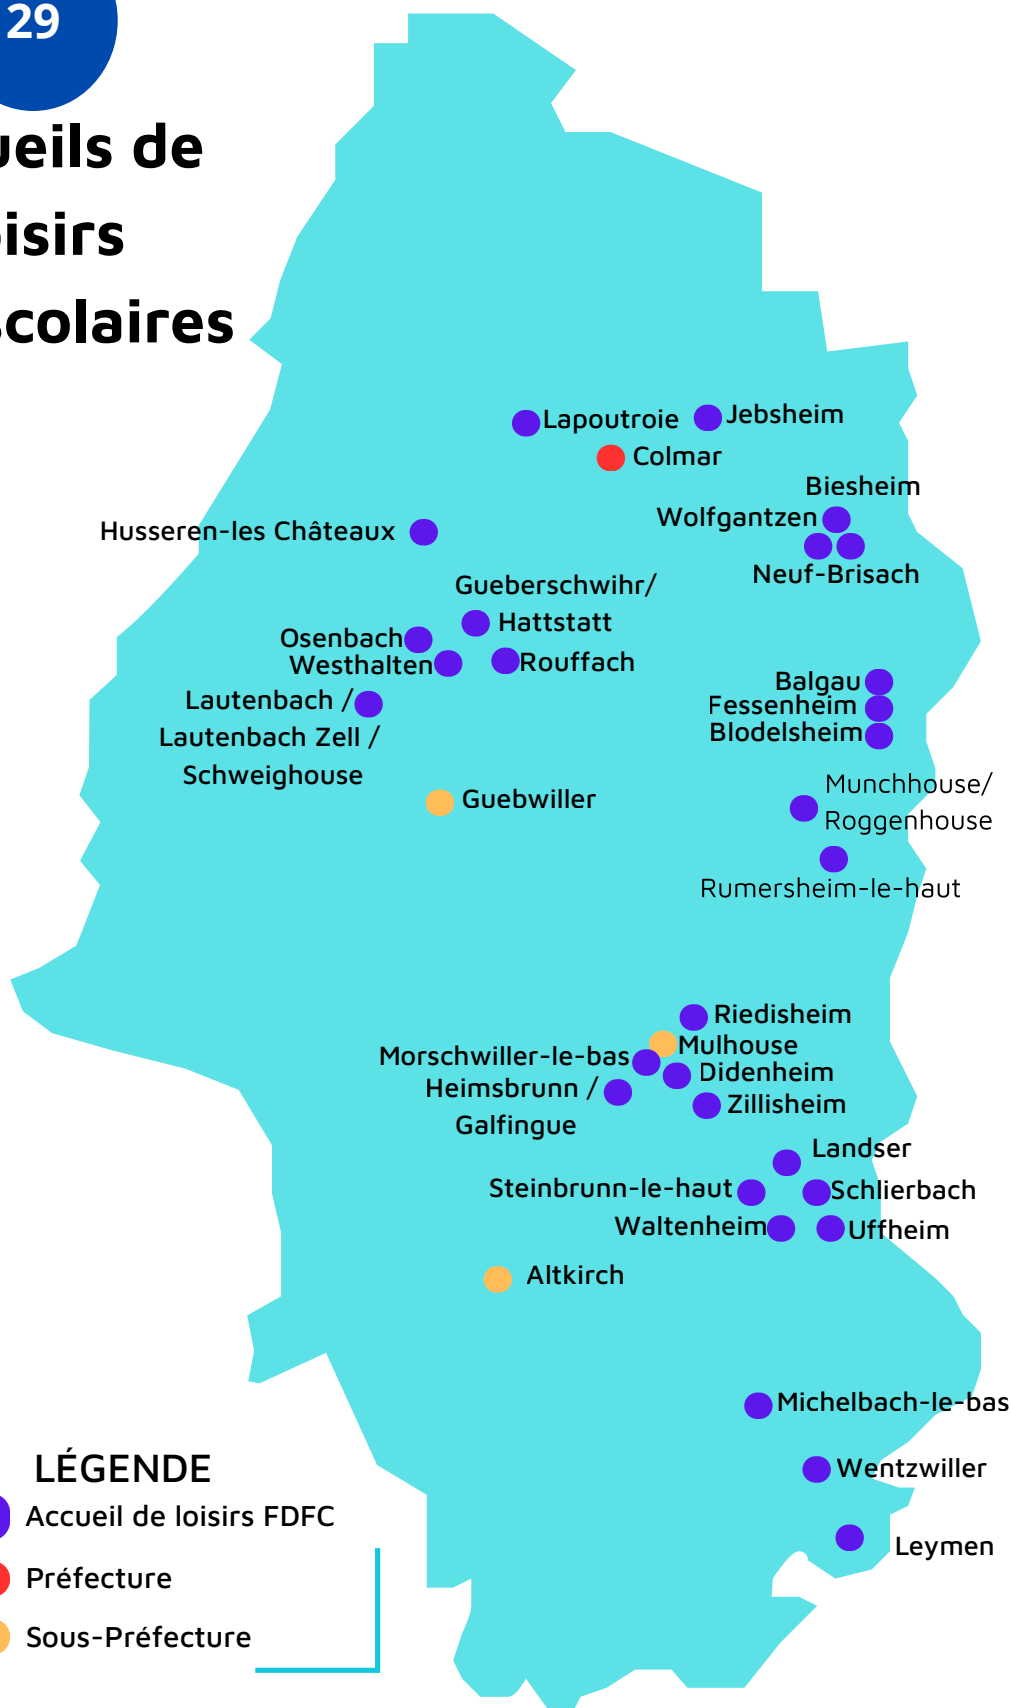 29
ueils de
isirs
scolaires
Lapoutroie
Jebsheim
Colmar
Biesheim
Wolfgantzen
Husseren-les Châteaux
Neuf-Brisach
Gueberschwihr/
Hattstatt
Osenbach
Westhalten
Rouffach
Balgau
Lautenbach /
Fessenheim
Blodelsheim
Lautenbach Zell /
Schweighouse
Munchhouse/
Guebwiller
Roggenhouse
Rumersheim-le-haut
Riedisheim
Mulhouse
Morschwiller-le-bas
Didenheim
Heimsbrunn /
Zillisheim
Galfingue
Landser
Steinbrunn-le-haut
Schlierbach
Waltenheim
Uffheim
Altkirch
Michelbach-le-bas
LÉGENDE
Wentzwiller
Accueil de loisirs FDFC
Leymen
Préfecture
Sous-Préfecture